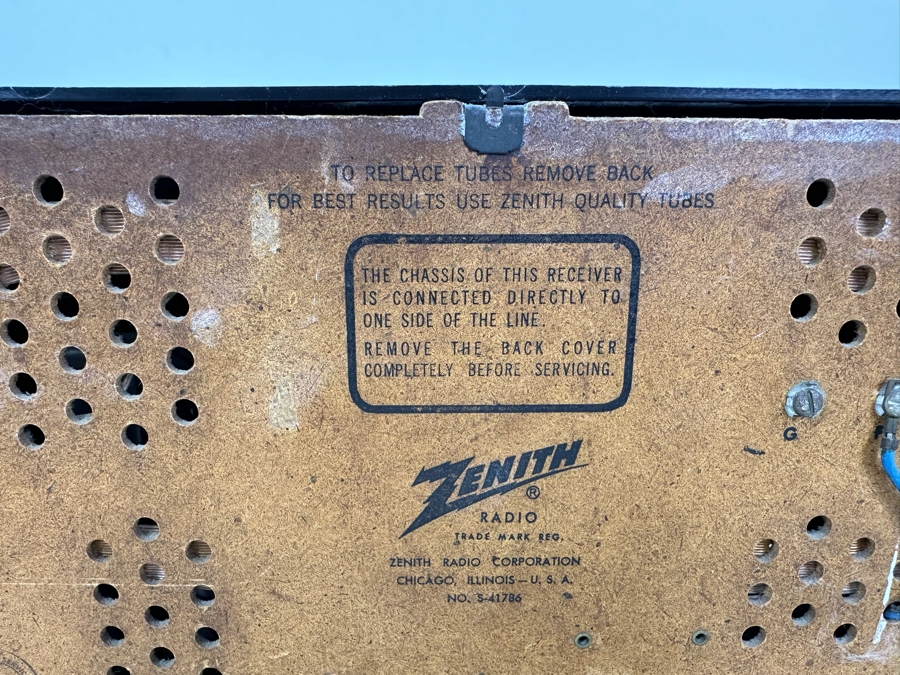 TO REPLACE TUBES REMOVE BACK
FOR BEST RESULTS USE ZENITH QUALITY TUBES
THE CHASSIS OF THIS RECEIVER
IS CONNECTED DIRECTLY TO
ONE SIDE OF THE LINE.
REMOVE THE BACK COVER
COMPLETELY BEFORE SERVICING.
G
ZENITH
®
RADIO
TRADE MARK REG.
ZENITH RADIO CORPORATION
CHICAGO, ILLINOIS — U. S. A.
NO. S-41786